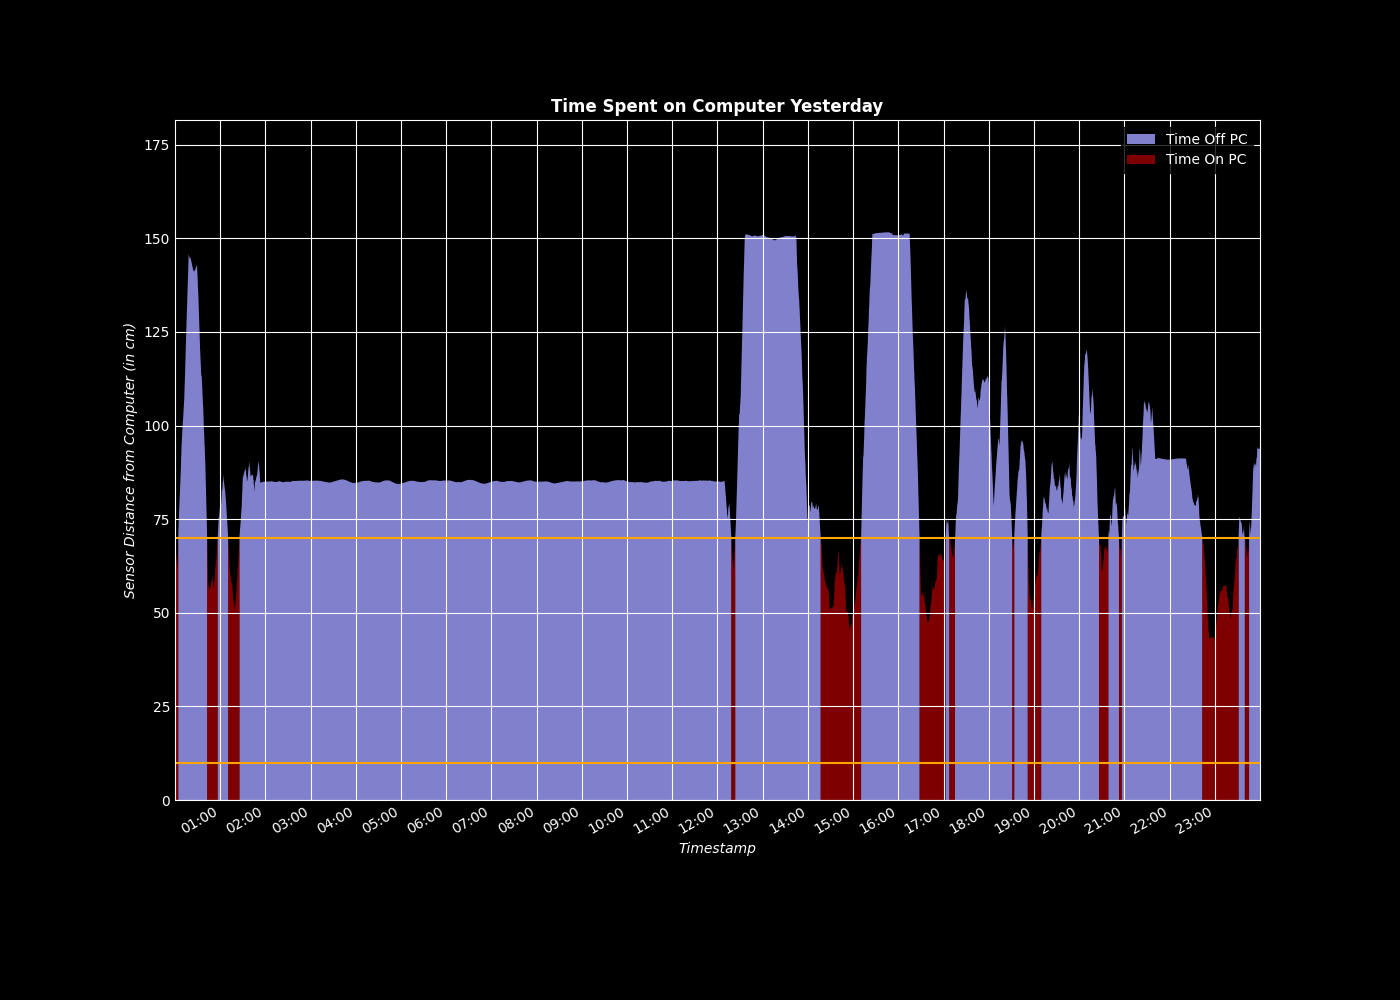 Time Spent on Computer Yesterday
Time Off PC
Time On PC
175
150
125
100
75
50
25
0
Sensor Distance from Computer (in cm)
01:00 02:00 03:00 04:00 05:00 06:00 07:00 08:00 09:00 10:00 11:00 12:00 13:00 14:00 15:00 16:00 17:00 18:00 19:00 20:00 21:00 22:00 23:00
Timestamp